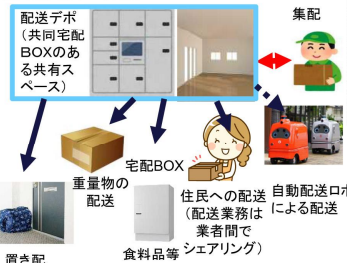 配送デポ
(共同宅配
BOXのあ
る共有ス
ペース)
集配
重量物の
配送
宅配BOX
住民への配送
(配送業務は
業者間で
シェアリング)
自動配送ロボ
による配送
置き配
食料品等